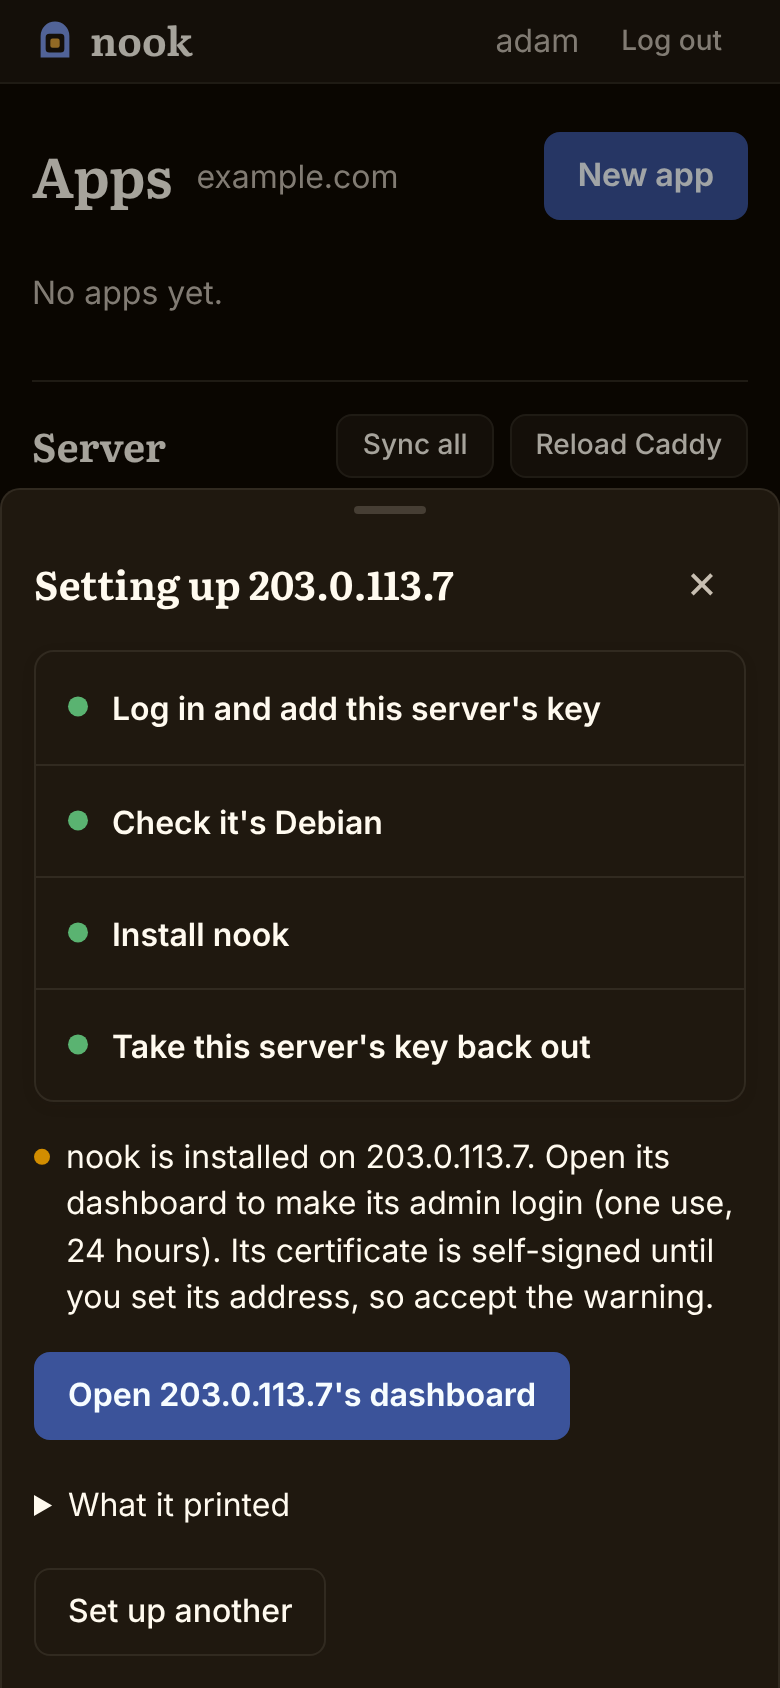 nook
adam
Log out
Apps
example.com
New app
No apps yet.
Server
Sync all
Reload Caddy
Setting up 203.0.113.7
Log in and add this server's key
Check it's Debian
Install nook
Take this server's key back out
nook is installed on 203.0.113.7. Open its
dashboard to make its admin login (one use,
24 hours). Its certificate is self-signed until
you set its address, so accept the warning.
Open 203.0.113.7's dashboard
What it printed
Set up another